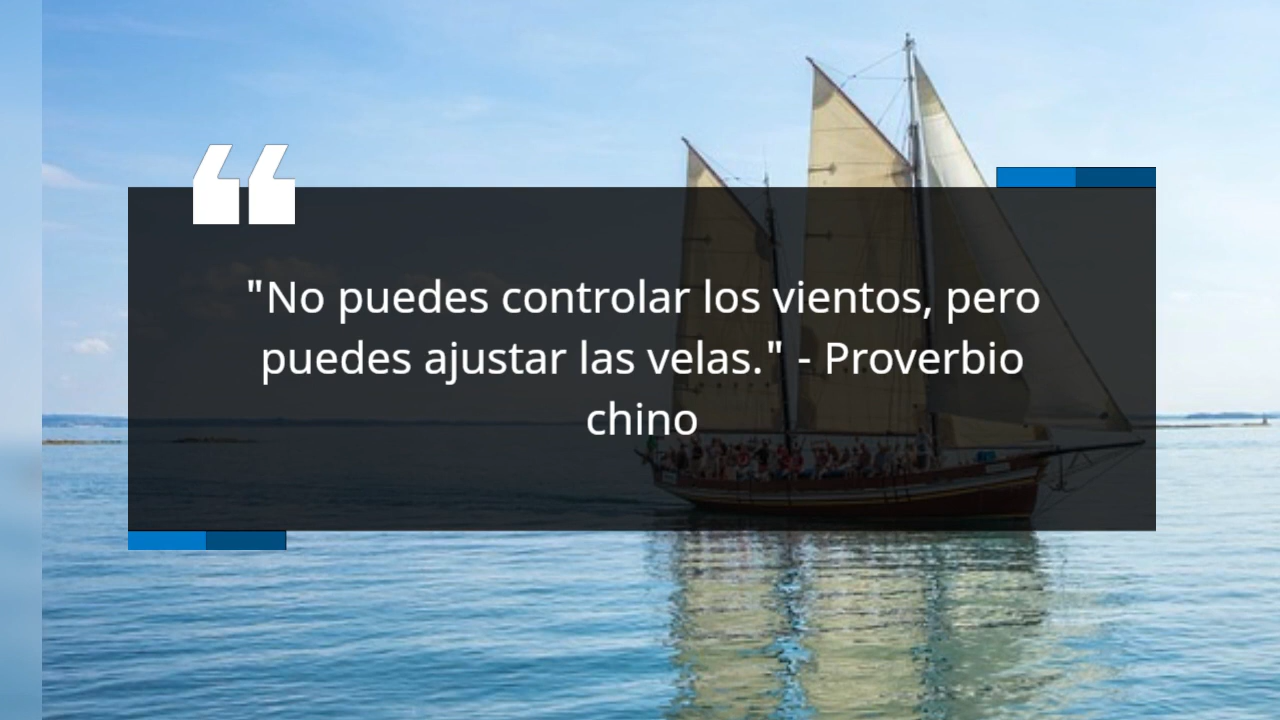 "No puedes controlar los vientos, pero
puedes ajustar las velas." - Proverbio
chino